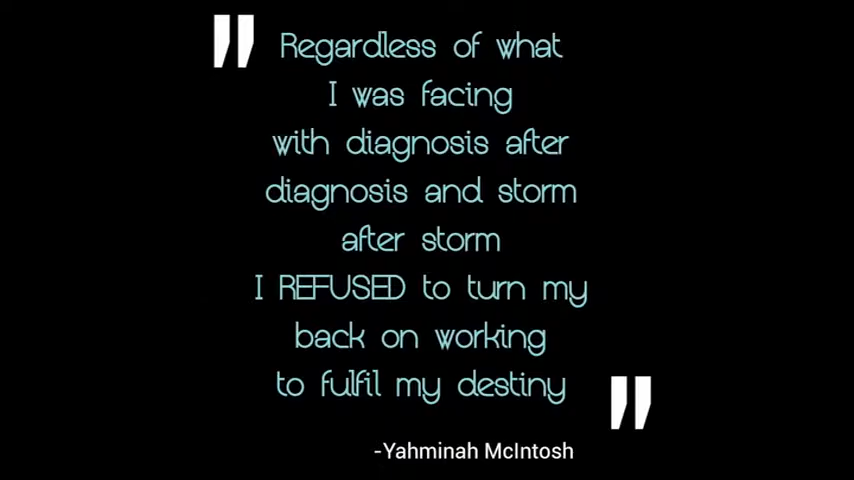 " Regardless of what
I was facing
with diagnosis after
diagnosis and storm
after storm
I REFUSED to turn my
back on working
to fulfil my destiny "
-Yahminah McIntosh